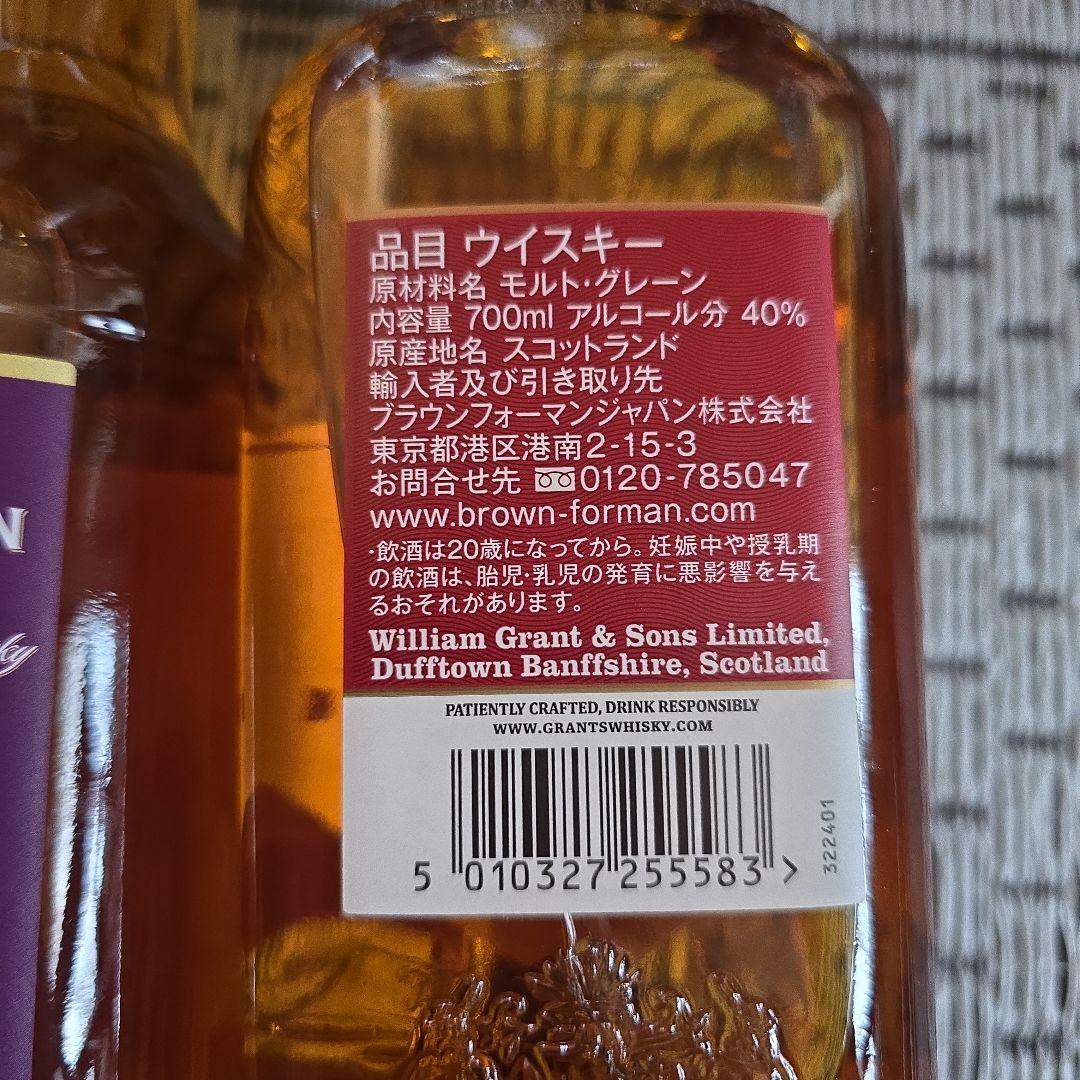 品目 ウイスキー
原材料名 モルト・グレーン
内容量 700ml アルコール分 40%
原産地名 スコットランド
輸入者及び引き取り先
ブラウンフォーマンジャパン株式会社
東京都港区港南2-15-3
お問合せ先 0120-785047
www.brown-forman.com
・飲酒は20歳になってから。妊娠中や授乳期
の飲酒は、胎児・乳児の発育に悪影響を与え
るおそれがあります。
William Grant & Sons Limited,
Dufftown Banffshire, Scotland
PATIENTLY CRAFTED, DRINK RESPONSIBLY
WWW.GRANTSWHISKY.COM
5 010327 255583 >
322401
N
ky